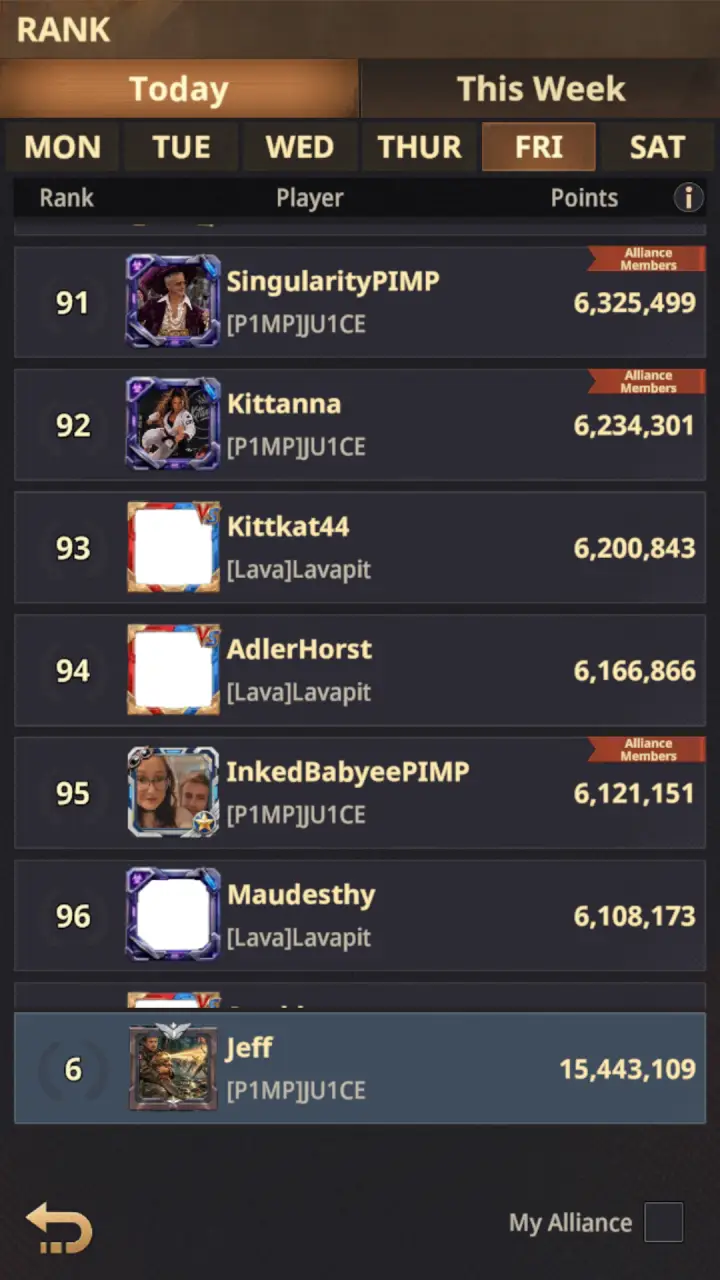 RANK
Today
This Week
MON
TUE
WED
THUR
FRI
SAT
Rank
Player
Points
Alliance
Members
91
SingularityPIMP
[P1MP]JU1CE
6,325,499
Alliance
Members
92
Kittanna
[P1MP]JU1CE
6,234,301
93
Kittkat44
[Lava]Lavapit
6,200,843
94
AdlerHorst
[Lava]Lavapit
6,166,866
Alliance
Members
95
InkedBabyeePIMP
[P1MP]JU1CE
6,121,151
96
Maudesthy
[Lava]Lavapit
6,108,173
6
Jeff
[P1MP]JU1CE
15,443,109
My Alliance